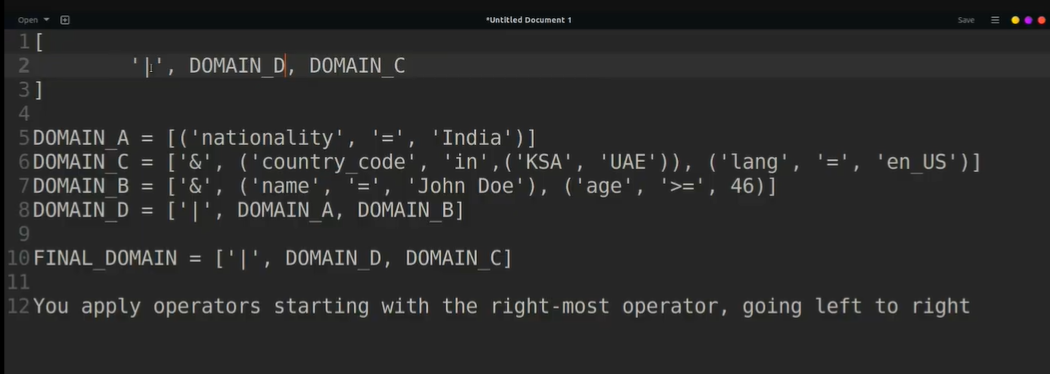 Open
*Untitled Document 1
Save
1 [
2 '|', DOMAIN_D, DOMAIN_C
3 ]
4
5 DOMAIN_A = [('nationality', '=', 'India')]
6 DOMAIN_C = ['&', ('country_code', 'in',('KSA', 'UAE')), ('lang', '=', 'en_US')]
7 DOMAIN_B = ['&', ('name', '=', 'John Doe'), ('age', '>=', 46)]
8 DOMAIN_D = ['|', DOMAIN_A, DOMAIN_B]
9
10 FINAL_DOMAIN = ['|', DOMAIN_D, DOMAIN_C]
11
12 You apply operators starting with the right-most operator, going left to right